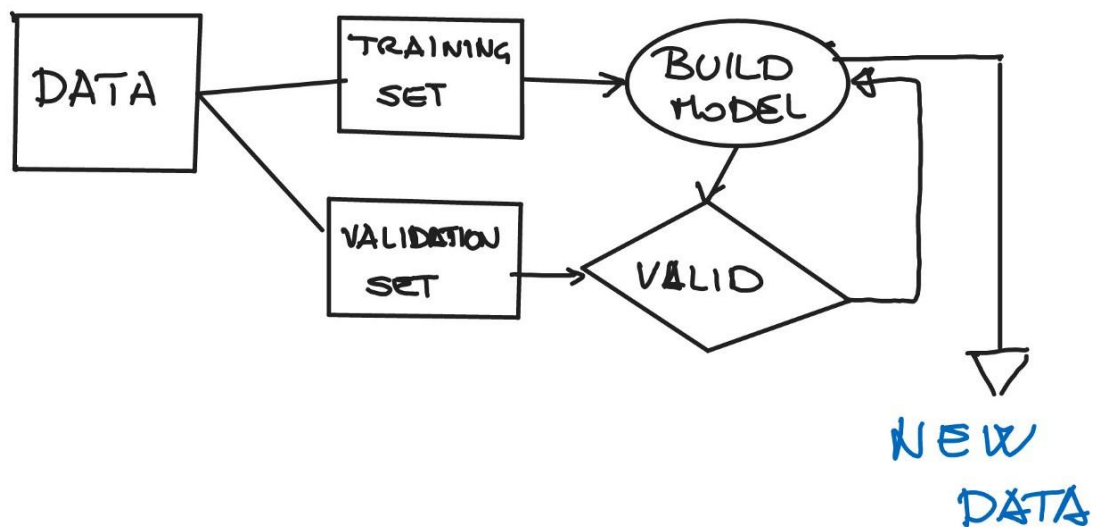 DATA
TRAINING
SET
BUILD
MODEL
VALIDATION
SET
VALID
NEW
DATA